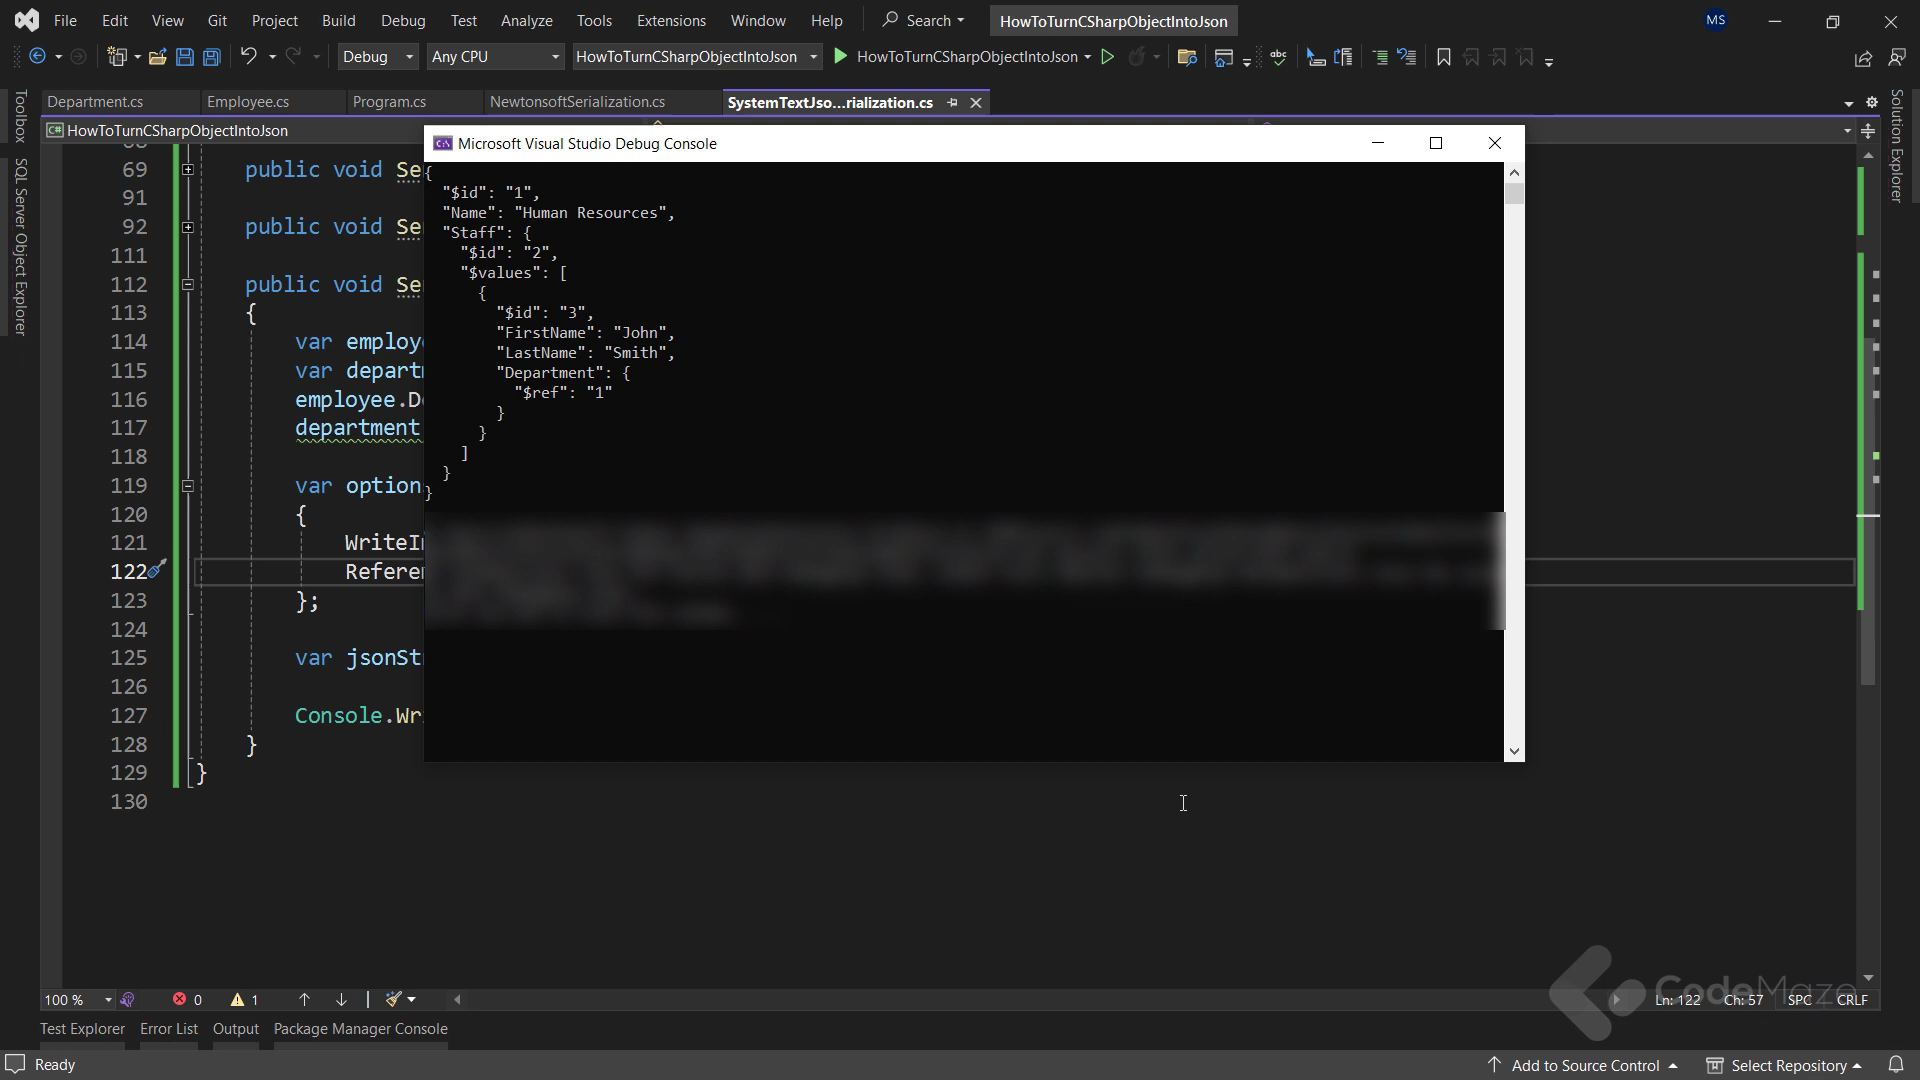 File Edit View Git Project Build Debug Test Analyze Tools Extensions Window Help Search HowToTurnCSharpObjectIntoJson MS
Debug Any CPU HowToTurnCSharpObjectIntoJson HowToTurnCSharpObjectIntoJson
Toolbox
SQL Server Object Explorer
Solution Explorer
Department.cs Employee.cs Program.cs NewtonsoftSerialization.cs SystemTextJso...rialization.cs
C# HowToTurnCSharpObjectIntoJson
Microsoft Visual Studio Debug Console
{
"$id": "1",
"Name": "Human Resources",
"Staff": {
"$id": "2",
"$values": [
{
"$id": "3",
"FirstName": "John",
"LastName": "Smith",
"Department": {
"$ref": "1"
}
}
]
}
}
69 public void Se
91
92 public void Se
111
112 public void Se
113 {
114 var employ
115 var depart
116 employee.D
117 department
118
119 var option
120 {
121 WriteI
122 Refere
123 };
124
125 var jsonSt
126
127 Console.Wr
128 }
129 }
130
CodeMaze
100 % 0 1 Ln: 122 Ch: 57 SPC CRLF
Test Explorer Error List Output Package Manager Console
Ready Add to Source Control Select Repository